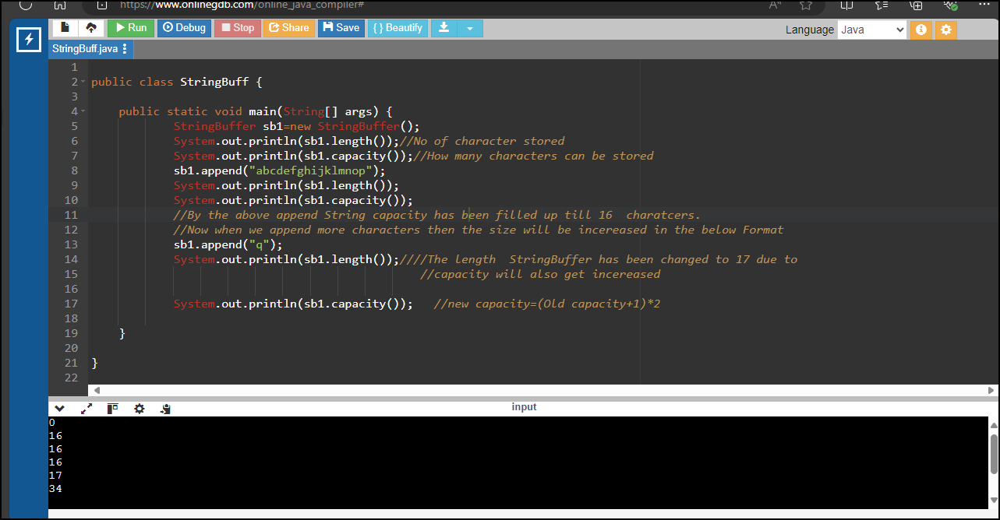 https://www.onlinegdb.com/online_java_compiler#
Run Debug Stop Share Save { } Beautify
Language Java
StringBuff.java
1
2 public class StringBuff {
3
4 public static void main(String[] args) {
5 StringBuffer sb1=new StringBuffer();
6 System.out.println(sb1.length());//No of character stored
7 System.out.println(sb1.capacity());//How many characters can be stored
8 sb1.append("abcdefghijklmnop");
9 System.out.println(sb1.length());
10 System.out.println(sb1.capacity());
11 //By the above append String capacity has been filled up till 16  charatcers.
12 //Now when we append more characters then the size will be incereased in the below Format
13 sb1.append("q");
14 System.out.println(sb1.length());////The length  StringBuffer has been changed to 17 due to
15 //capacity will also get incereased
16
17 System.out.println(sb1.capacity());   //new capacity=(Old capacity+1)*2
18
19 }
20
21 }
22
input
0
16
16
16
17
34